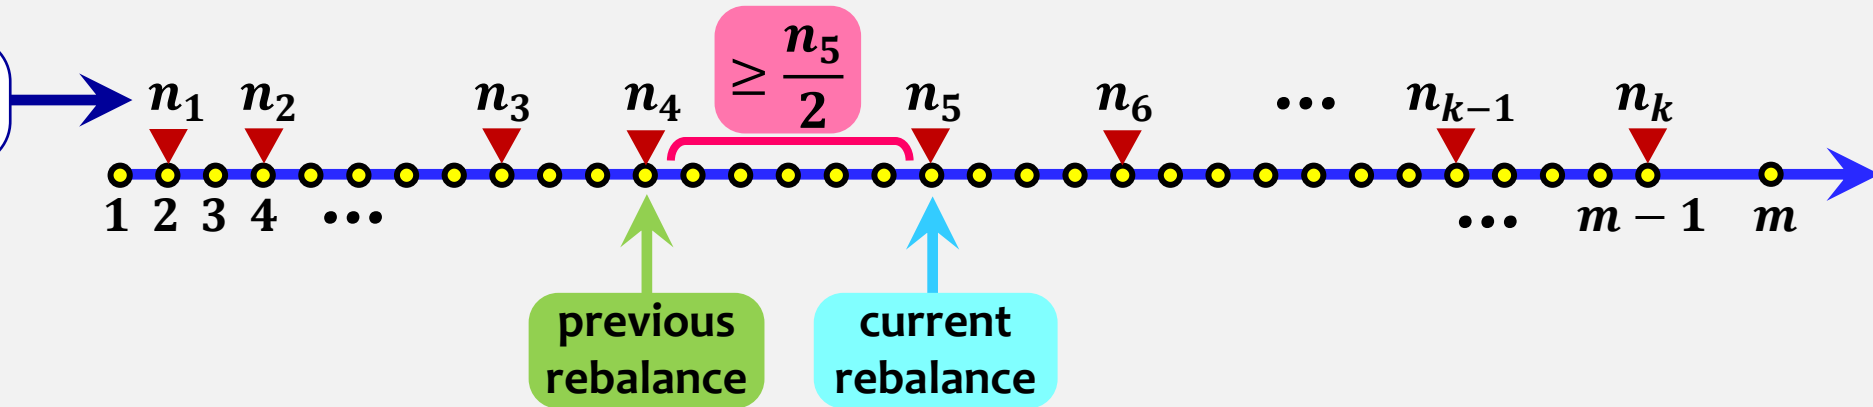 ≥ n₅/2
n₁ n₂ n₃ n₄ n₅ n₆ ... nₖ₋₁ nₖ
1 2 3 4 ... ... m − 1 m
previous
rebalance
current
rebalance